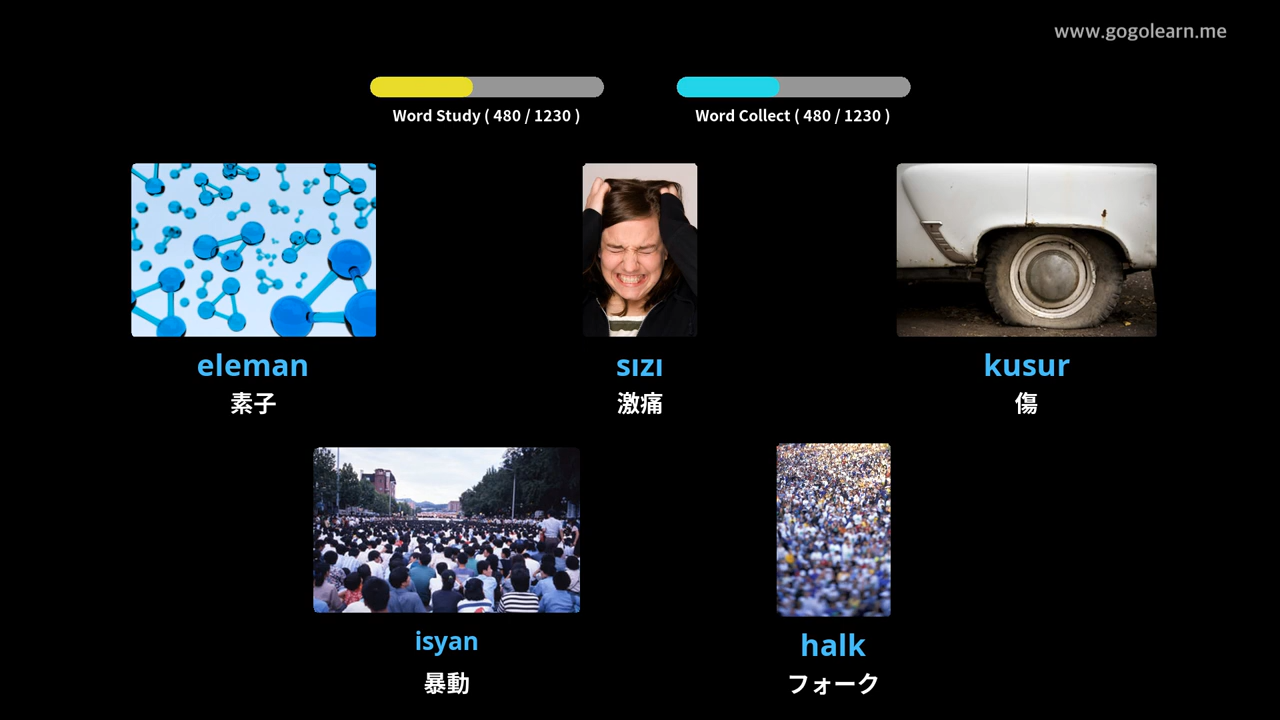 www.gogolearn.me
Word Study ( 480 / 1230 )
Word Collect ( 480 / 1230 )
eleman
素子
sızı
激痛
kusur
傷
isyan
暴動
halk
フォーク